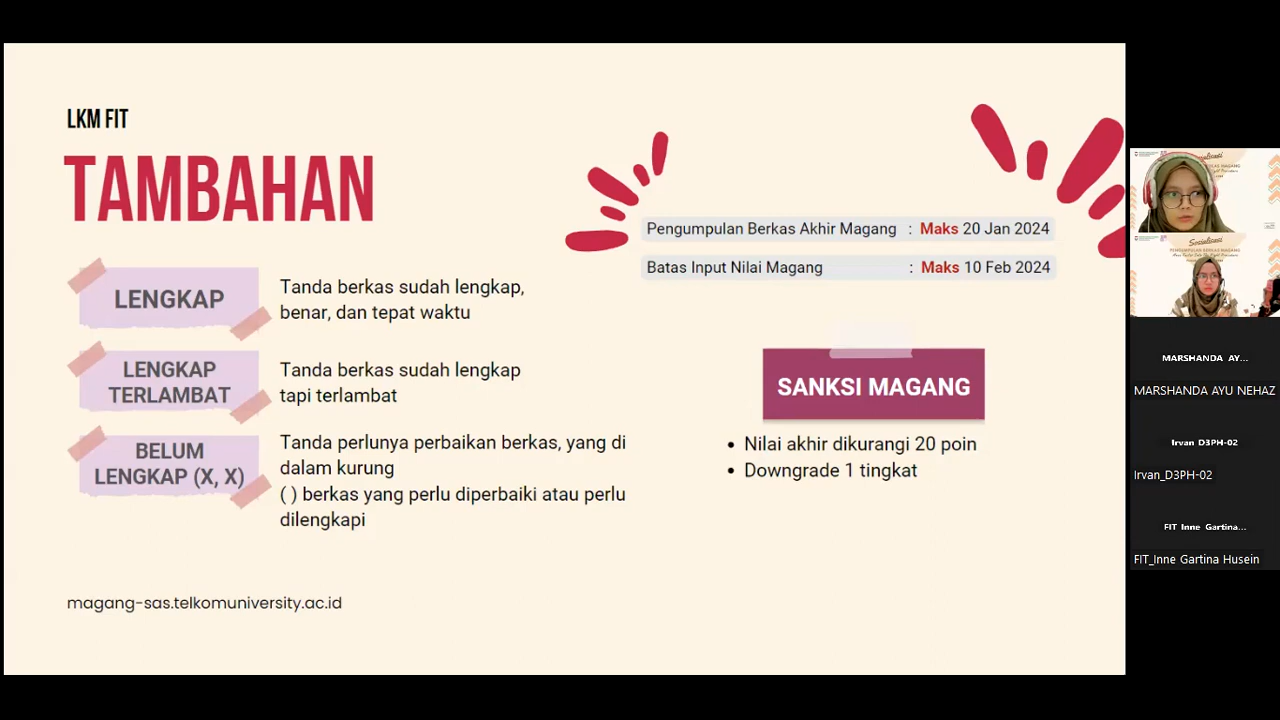 LKM FIT
TAMBAHAN
LENGKAP
Tanda berkas sudah lengkap,
benar, dan tepat waktu
LENGKAP
TERLAMBAT
Tanda berkas sudah lengkap
tapi terlambat
BELUM
LENGKAP (X, X)
Tanda perlunya perbaikan berkas, yang di
dalam kurung
( ) berkas yang perlu diperbaiki atau perlu
dilengkapi
magang-sas.telkomuniversity.ac.id
Pengumpulan Berkas Akhir Magang : Maks 20 Jan 2024
Batas Input Nilai Magang : Maks 10 Feb 2024
SANKSI MAGANG
• Nilai akhir dikurangi 20 poin
• Downgrade 1 tingkat
Socialisasi
MARSHANDA AY...
MARSHANDA AYU NEHAZ
Irvan D3PH-02
Irvan_D3PH-02
FIT Inne Gartina...
FIT_Inne Gartina Husein